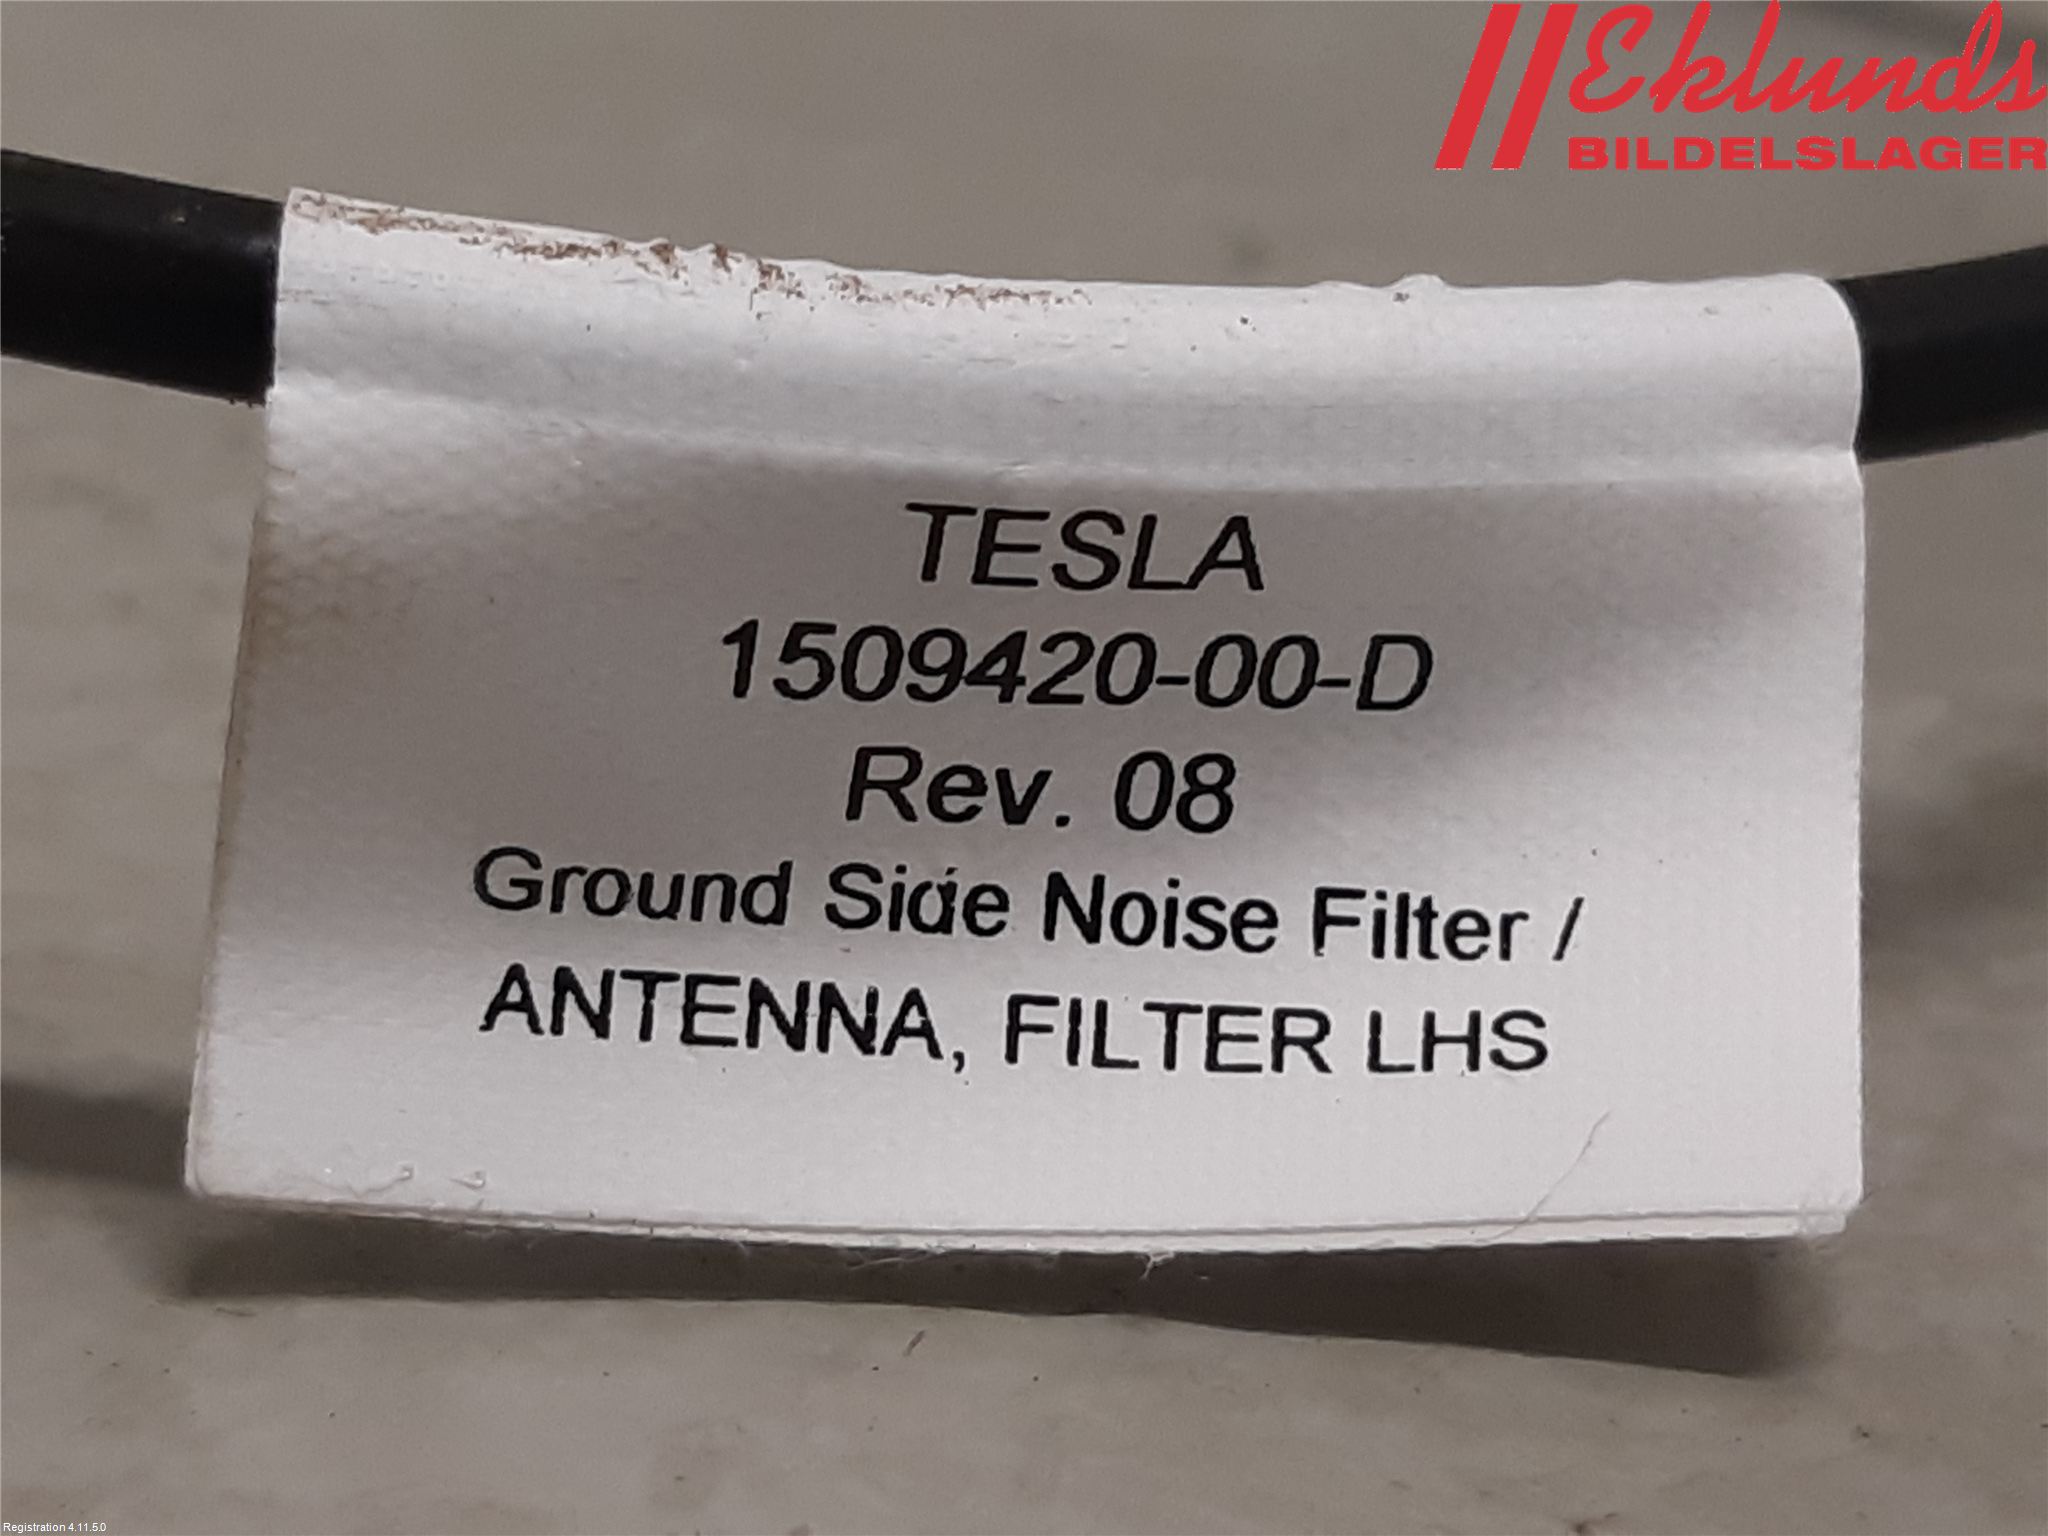 Eklunds
BILDELSLAGER
TESLA
1509420-00-D
Rev. 08
Ground Side Noise Filter /
ANTENNA, FILTER LHS
Registration 4.11.5.0